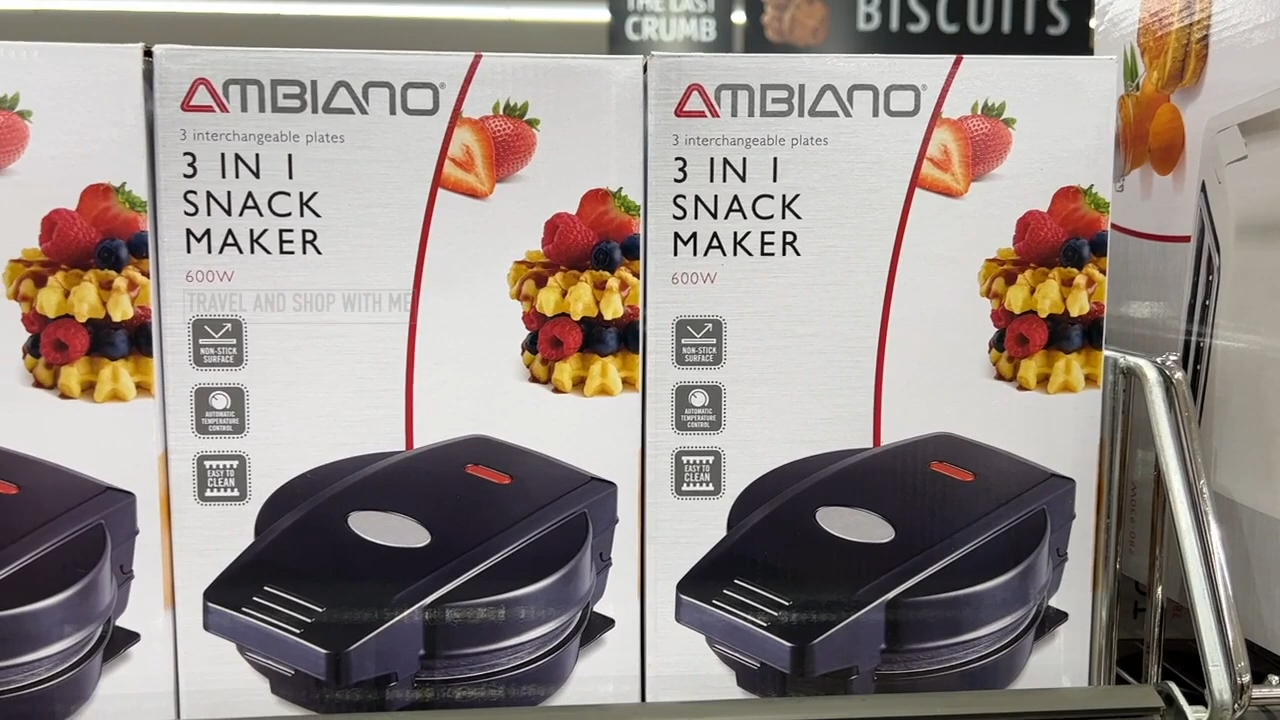 THE LAST
CRUMB
BISCUITS
AMBIANO®
3 interchangeable plates
3 IN 1
SNACK
MAKER
600W
TRAVEL AND SHOP WITH ME
NON-STICK
SURFACE
AUTOMATIC
TEMPERATURE
CONTROL
EASY TO
CLEAN
AMBIANO®
3 interchangeable plates
3 IN 1
SNACK
MAKER
600W
NON-STICK
SURFACE
AUTOMATIC
TEMPERATURE
CONTROL
EASY TO
CLEAN